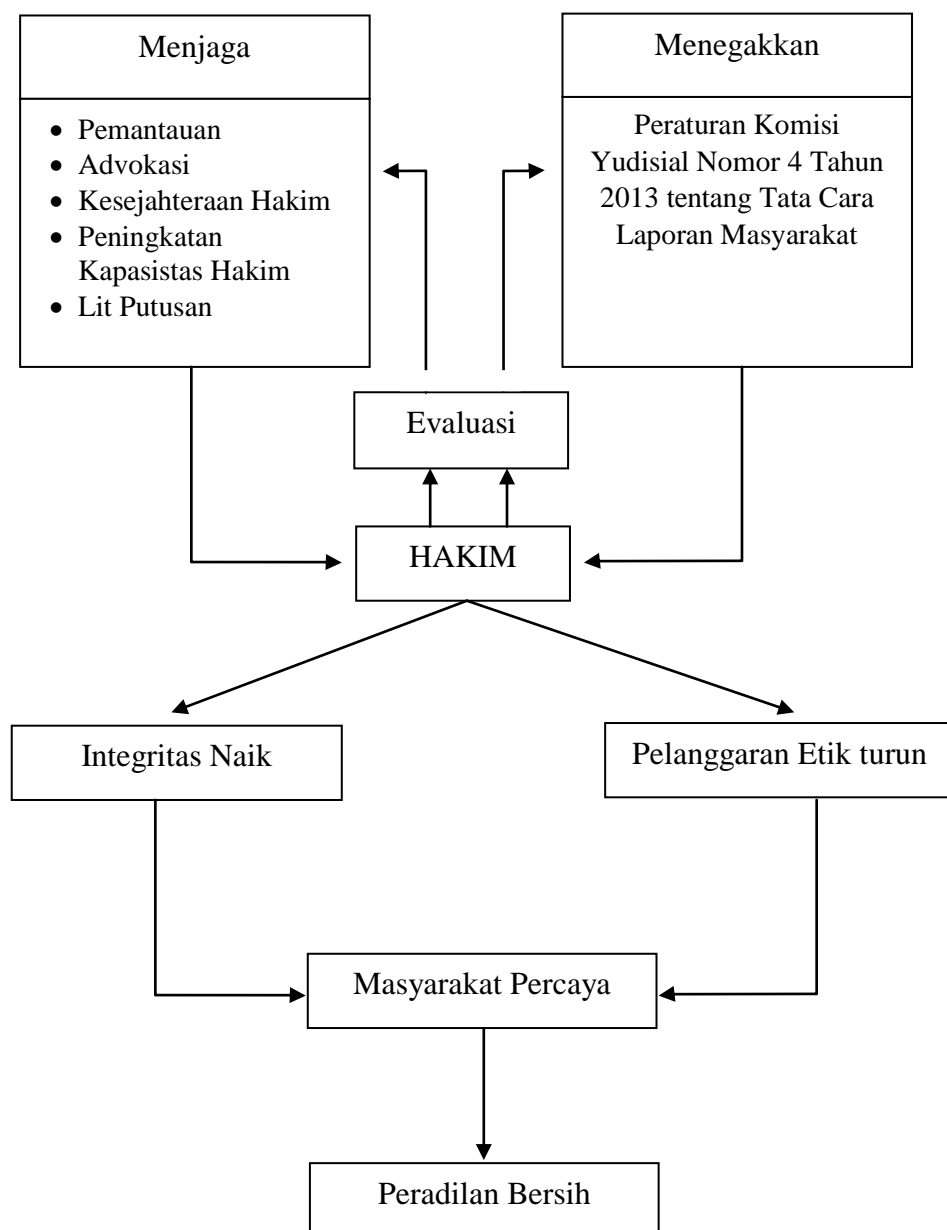 Menjaga
• Pemantauan
• Advokasi
• Kesejahteraan Hakim
• Peningkatan
Kapasistas Hakim
• Lit Putusan
Menegakkan
Peraturan Komisi
Yudisial Nomor 4 Tahun
2013 tentang Tata Cara
Laporan Masyarakat
Evaluasi
HAKIM
Integritas Naik
Pelanggaran Etik turun
Masyarakat Percaya
Peradilan Bersih